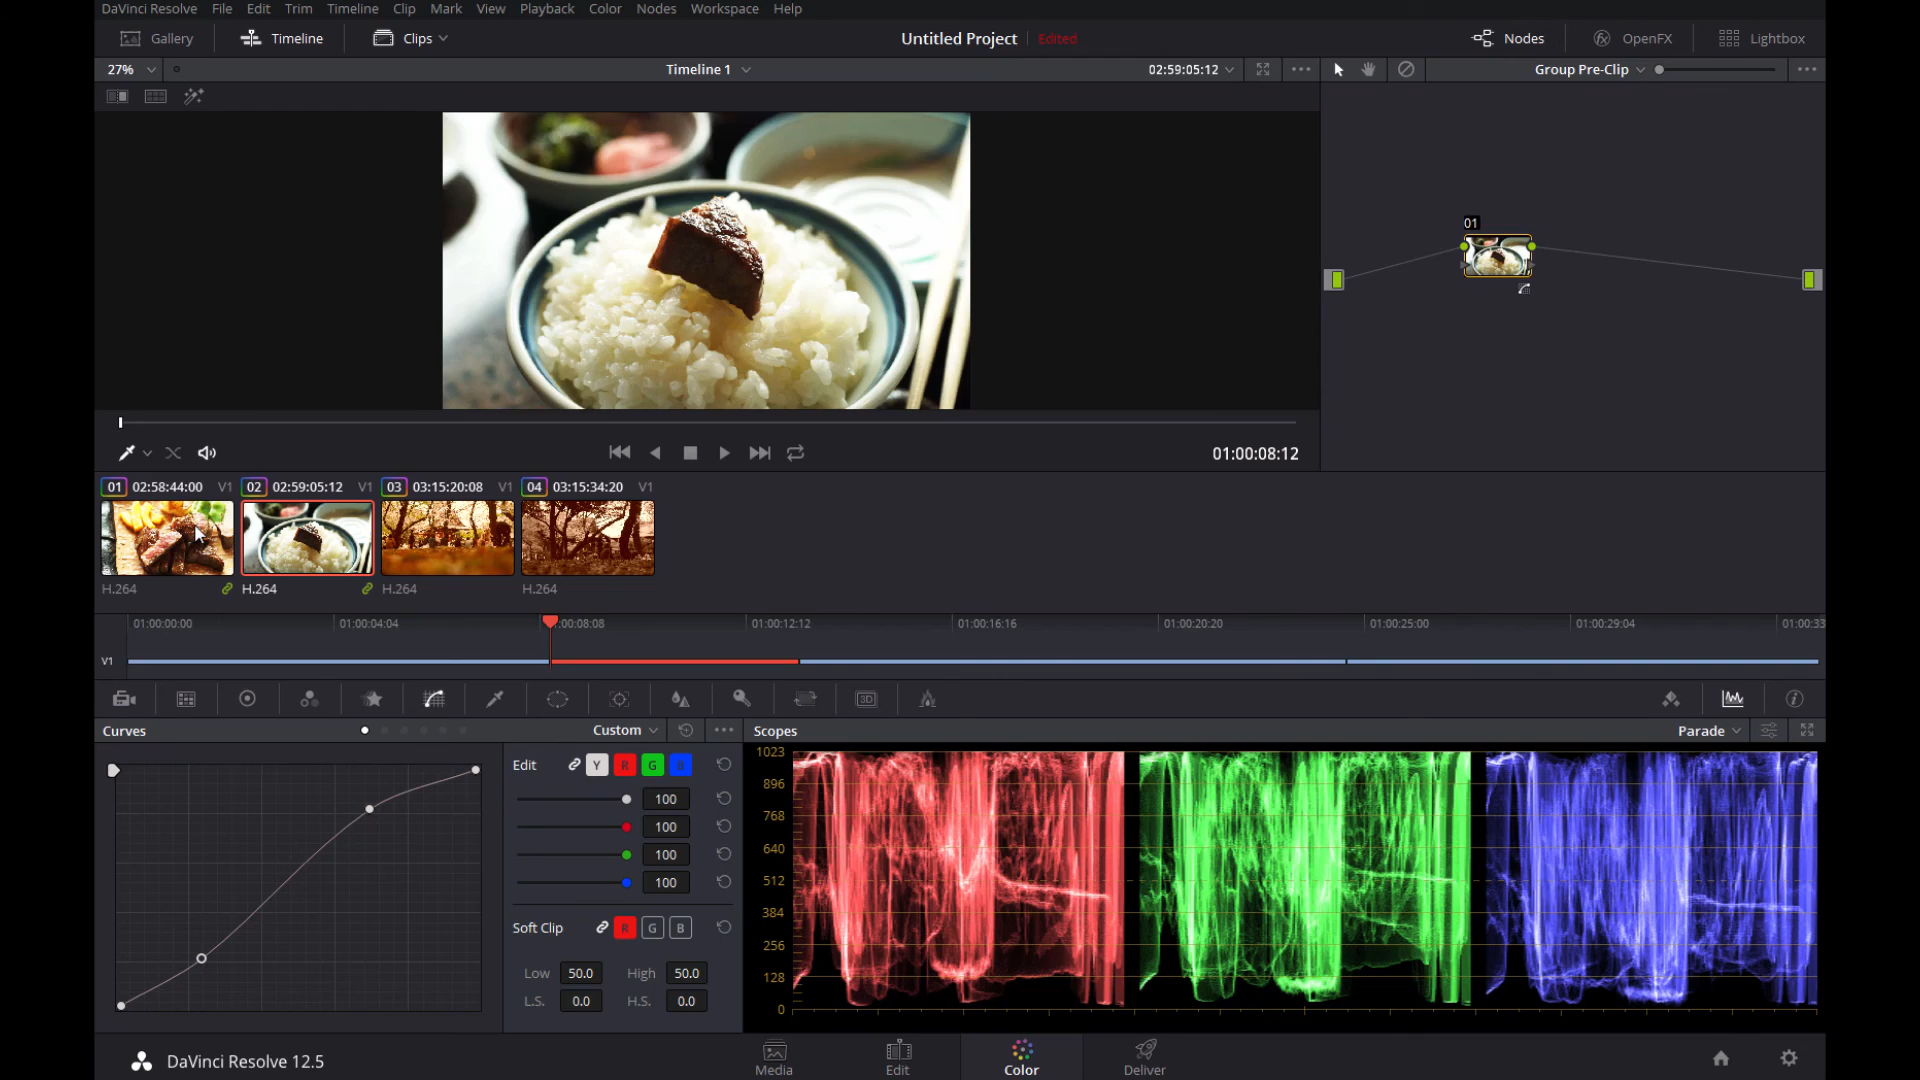 DaVinci Resolve File Edit Trim Timeline Clip Mark View Playback Color Nodes Workspace Help
Gallery Timeline Clips Untitled Project Edited Nodes OpenFX Lightbox
27% Timeline 1 02:59:05:12 Group Pre-Clip
01
01:00:08:12
01 02:58:44:00 V1 02 02:59:05:12 V1 03 03:15:20:08 V1 04 03:15:34:20 V1
H.264 H.264 H.264 H.264
01:00:00:00 01:00:04:04 :00:08:08 01:00:12:12 01:00:16:16 01:00:20:20 01:00:25:00 01:00:29:04 01:00:33
V1
Curves Custom Scopes Parade
Edit Y R G B
100
100
100
100
Soft Clip R G B
Low 50.0 High 50.0
L.S. 0.0 H.S. 0.0
1023
896
768
640
512
384
256
128
0
DaVinci Resolve 12.5 Media Edit Color Deliver